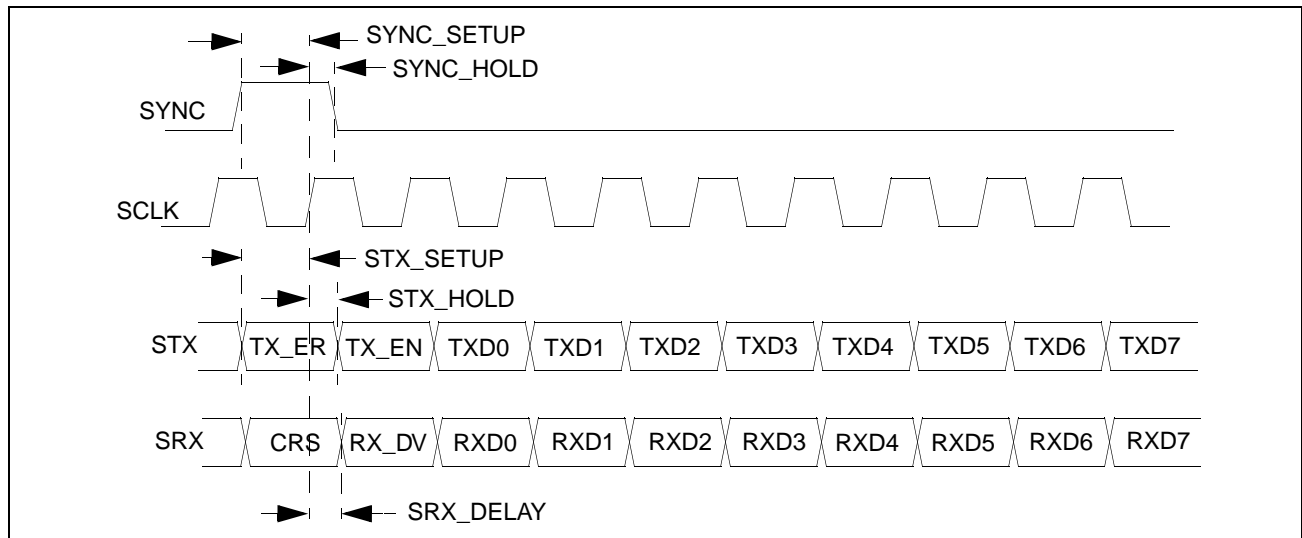 SYNC_SETUP
SYNC_HOLD
SYNC
SCLK
STX_SETUP
STX_HOLD
STX TX_ER TX_EN TXD0 TXD1 TXD2 TXD3 TXD4 TXD5 TXD6 TXD7
SRX CRS RX_DV RXD0 RXD1 RXD2 RXD3 RXD4 RXD5 RXD6 RXD7
SRX_DELAY